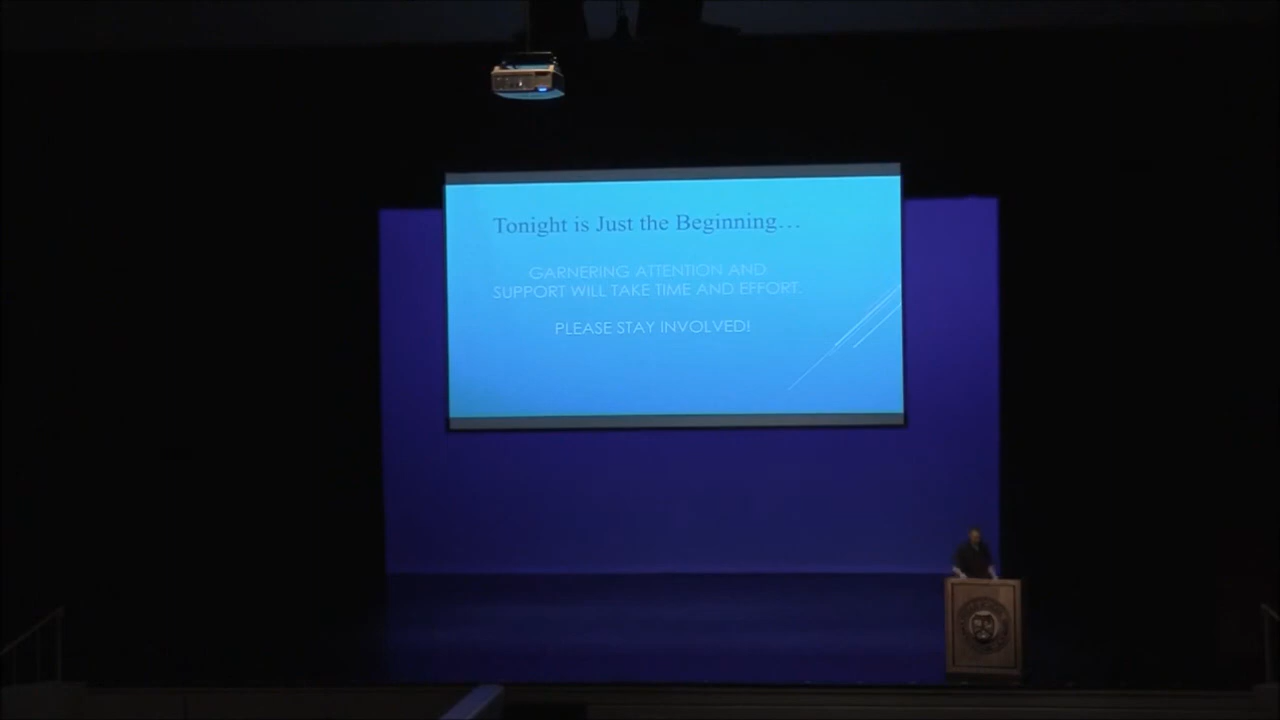 Tonight is Just the Beginning...
GARNERING ATTENTION AND
SUPPORT WILL TAKE TIME AND EFFORT.
PLEASE STAY INVOLVED!